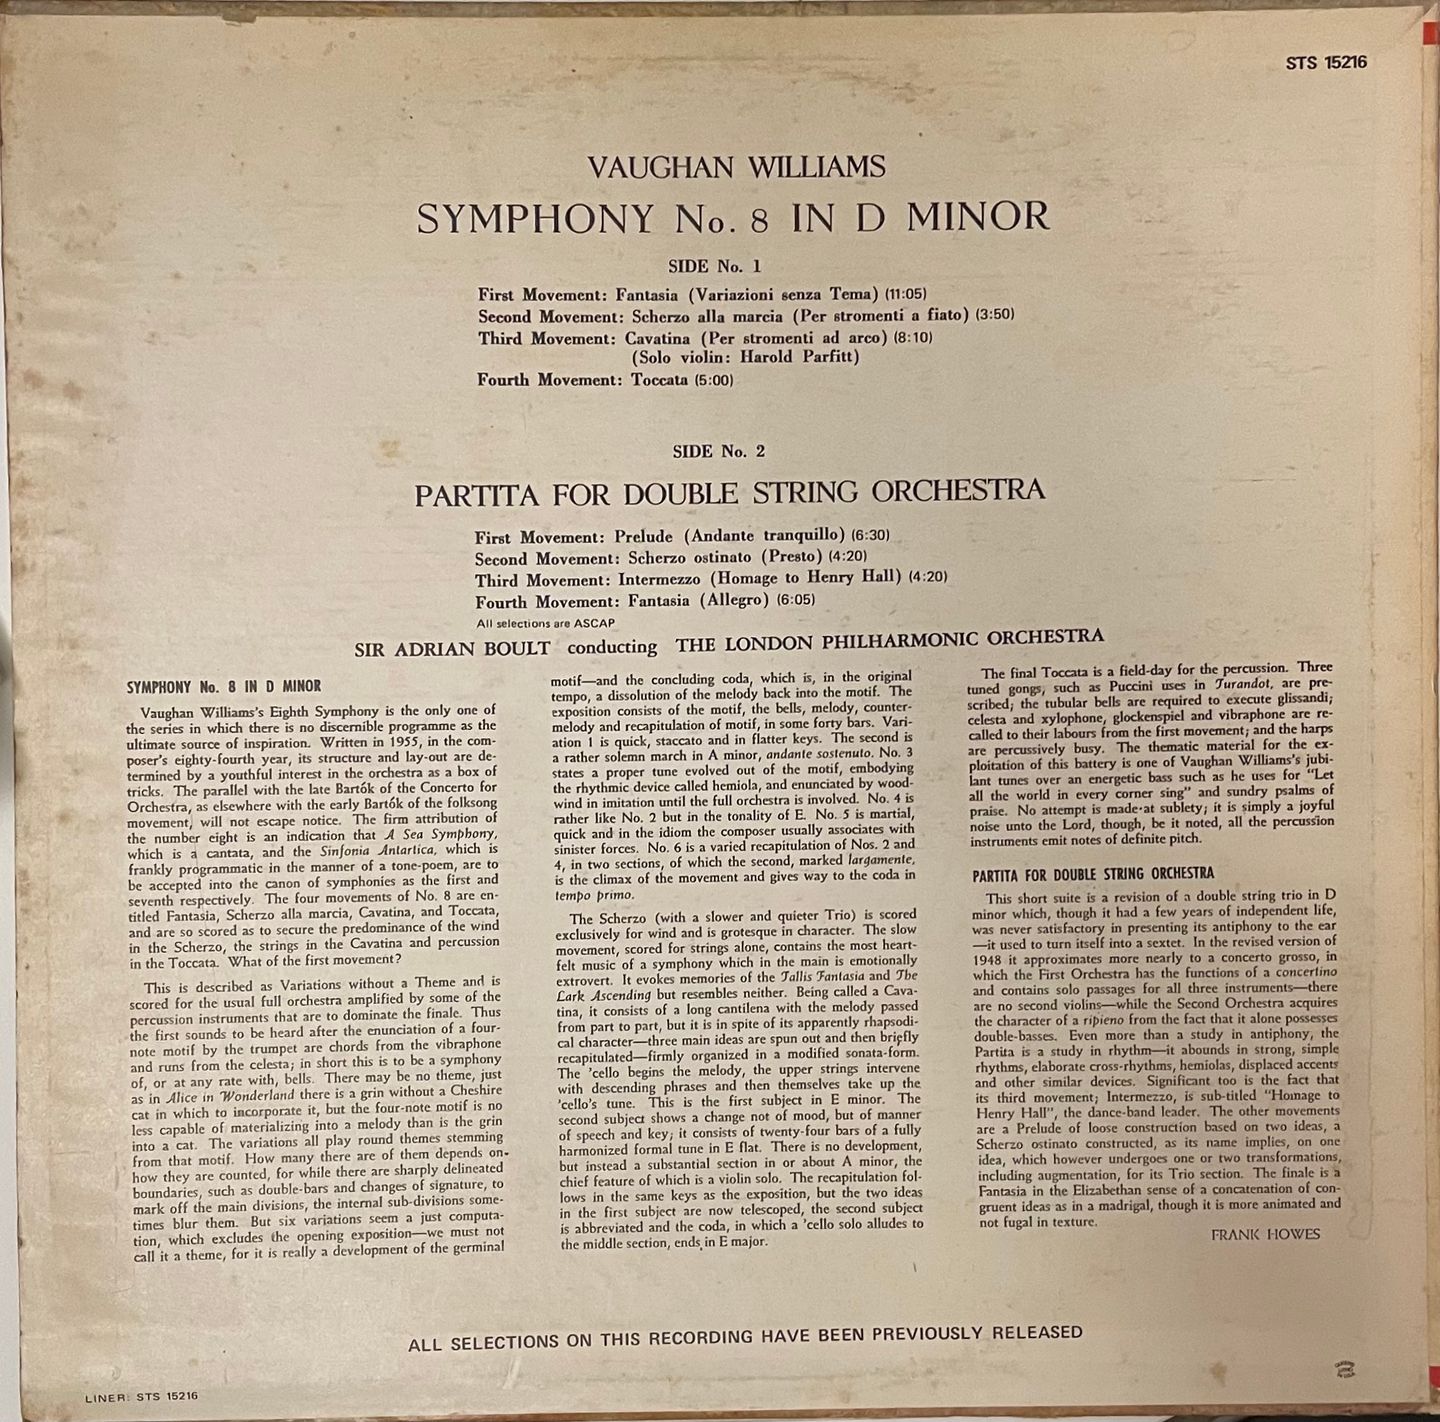 STS 15216
VAUGHAN WILLIAMS
SYMPHONY No. 8 IN D MINOR
SIDE No. 1
First Movement: Fantasia (Variazioni senza Tema) (11:05)
Second Movement: Scherzo alla marcia (Per stromenti a fiato) (3:50)
Third Movement: Cavatina (Per stromenti ad arco) (8:10)
(Solo violin: Harold Parfitt)
Fourth Movement: Toccata (5:00)
SIDE No. 2
PARTITA FOR DOUBLE STRING ORCHESTRA
First Movement: Prelude (Andante tranquillo) (6:30)
Second Movement: Scherzo ostinato (Presto) (4:20)
Third Movement: Intermezzo (Homage to Henry Hall) (4:20)
Fourth Movement: Fantasia (Allegro) (6:05)
All selections are ASCAP
SIR ADRIAN BOULT conducting THE LONDON PHILHARMONIC ORCHESTRA
SYMPHONY No. 8 IN D MINOR
Vaughan Williams's Eighth Symphony is the only one of
the series in which there is no discernible programme as the
ultimate source of inspiration. Written in 1955, in the com-
poser's eighty-fourth year, its structure and lay-out are de-
termined by a youthful interest in the orchestra as a box of
tricks. The parallel with the late Bartók of the Concerto for
Orchestra, as elsewhere with the early Bartók of the folksong
movement, will not escape notice. The firm attribution of
the number eight is an indication that A Sea Symphony,
which is a cantata, and the Sinfonia Antartica, which is
frankly programmatic in the manner of a tone-poem, are to
be accepted into the canon of symphonies as the first and
seventh respectively. The four movements of No. 8 are en-
titled Fantasia, Scherzo alla marcia, Cavatina, and Toccata,
and are so scored as to secure the predominance of the wind
in the Scherzo, the strings in the Cavatina and percussion
in the Toccata. What of the first movement?
This is described as Variations without a Theme and is
scored for the usual full orchestra amplified by some of the
percussion instruments that are to dominate the finale. Thus
the first sounds to be heard after the enunciation of a four-
note motif by the trumpet are chords from the vibraphone
and runs from the celesta; in short this is to be a symphony
of, or at any rate with, bells. There may be no theme, just
as in Alice in Wonderland there is a grin without a Cheshire
cat in which to incorporate it, but the four-note motif is no
less capable of materializing into a melody than is the grin
into a cat. The variations all play round themes stemming
from that motif. How many there are of them depends on
how they are counted, for while there are sharply delineated
boundaries, such as double-bars and changes of signature, to
mark off the main divisions, the internal sub-divisions some-
times blur them. But six variations seem a just computa-
tion, which excludes the opening exposition—we must not
call it a theme, for it is really a development of the germinal
motif—and the concluding coda, which is, in the original
tempo, a dissolution of the melody back into the motif. The
exposition consists of the motif, the bells, melody, counter-
melody and recapitulation of motif, in some forty bars. Vari-
ation 1 is quick, staccato and in flatter keys. The second is
a rather solemn march in A minor, andante sostenuto. No. 3
states a proper tune evolved out of the motif, embodying
the rhythmic device called hemiola, and enunciated by wood-
wind in imitation until the full orchestra is involved. No. 4 is
rather like No. 2 but in the tonality of E. No. 5 is martial,
quick and in the idiom the composer usually associates with
sinister forces. No. 6 is a varied recapitulation of Nos. 2 and
4, in two sections, of which the second, marked largamente,
is the climax of the movement and gives way to the coda in
tempo primo.
The Scherzo (with a slower and quieter Trio) is scored
exclusively for wind and is grotesque in character. The slow
movement, scored for strings alone, contains the most heart-
felt music of a symphony which in the main is emotionally
extrovert. It evokes memories of the Tallis Fantasia and The
Lark Ascending but resembles neither. Being called a Cava-
tina, it consists of a long cantilena with the melody passed
from part to part, but it is in spite of its apparently rhapsodi-
cal character—three main ideas are spun out and then briefly
recapitulated—firmly organized in a modified sonata-form.
The 'cello begins the melody, the upper strings intervene
with descending phrases and then themselves take up the
'cello's tune. This is the first subject in E minor. The
second subject shows a change not of mood, but of manner
of speech and key; it consists of twenty-four bars of a fully
harmonized formal tune in E flat. There is no development,
but instead a substantial section in or about A minor, the
chief feature of which is a violin solo. The recapitulation fol-
lows in the same keys as the exposition, but the two ideas
in the first subject are now telescoped, the second subject
is abbreviated and the coda, in which a 'cello solo alludes to
the middle section, ends in E major.
The final Toccata is a field-day for the percussion. Three
tuned gongs, such as Puccini uses in Turandot, are pre-
scribed; the tubular bells are required to execute glissandi;
celesta and xylophone, glockenspiel and vibraphone are re-
called to their labours from the first movement; and the harps
are percussively busy. The thematic material for the ex-
ploitation of this battery is one of Vaughan Williams's jubi-
lant tunes over an energetic bass such as he uses for "Let
all the world in every corner sing" and sundry psalms of
praise. No attempt is made at sublety; it is simply a joyful
noise unto the Lord, though, be it noted, all the percussion
instruments emit notes of definite pitch.
PARTITA FOR DOUBLE STRING ORCHESTRA
This short suite is a revision of a double string trio in D
minor which, though it had a few years of independent life,
was never satisfactory in presenting its antiphony to the ear
—it used to turn itself into a sextet. In the revised version of
1948 it approximates more nearly to a concerto grosso, in
which the First Orchestra has the functions of a concertino
and contains solo passages for all three instruments—there
are no second violins—while the Second Orchestra acquires
the character of a ripieno from the fact that it alone possesses
double-basses. Even more than a study in antiphony, the
Partita is a study in rhythm—it abounds in strong, simple
rhythms, elaborate cross-rhythms, hemiolas, displaced accents
and other similar devices. Significant too is the fact that
its third movement; Intermezzo, is sub-titled "Homage to
Henry Hall", the dance-band leader. The other movements
are a Prelude of loose construction based on two ideas, a
Scherzo ostinato constructed, as its name implies, on one
idea, which however undergoes one or two transformations,
including augmentation, for its Trio section. The finale is a
Fantasia in the Elizabethan sense of a concatenation of con-
gruent ideas as in a madrigal, though it is more animated and
not fugal in texture.
FRANK HOWES
ALL SELECTIONS ON THIS RECORDING HAVE BEEN PREVIOUSLY RELEASED
LINER: STS 15216